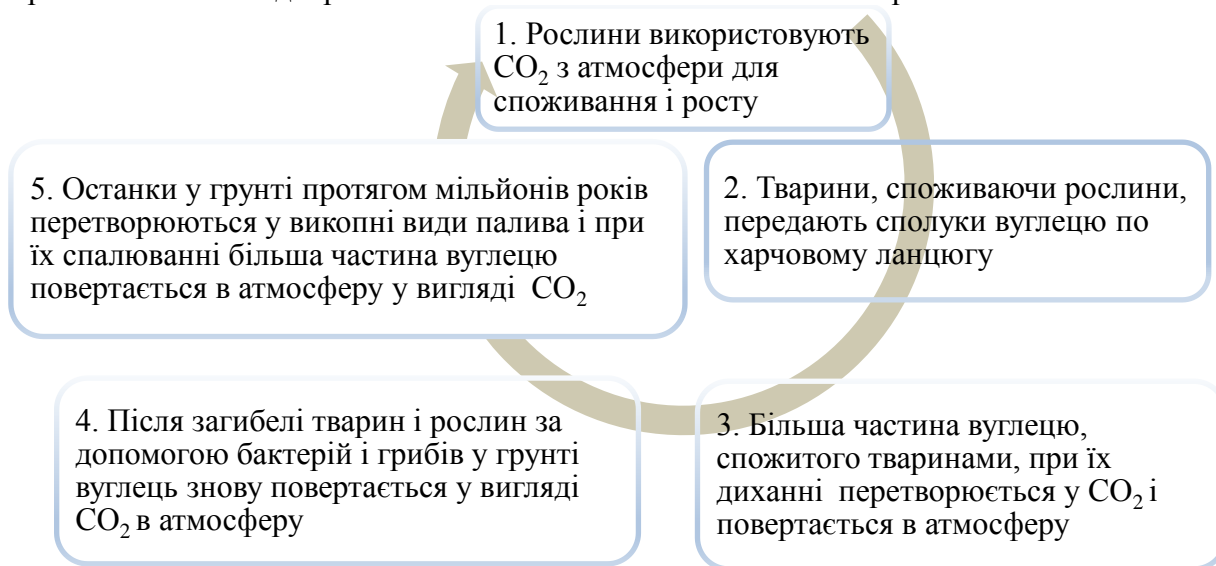 1. Рослини використовують
CO₂ з атмосфери для
споживання і росту
2. Тварини, споживаючи рослини,
передають сполуки вуглецю по
харчовому ланцюгу
3. Більша частина вуглецю,
спожитого тваринами, при їх
диханні перетворюється у CO₂ і
повертається в атмосферу
4. Після загибелі тварин і рослин за
допомогою бактерій і грибів у грунті
вуглець знову повертається у вигляді
CO₂ в атмосферу
5. Останки у грунті протягом мільйонів років
перетворюються у викопні види палива і при
їх спалюванні більша частина вуглецю
повертається в атмосферу у вигляді CO₂